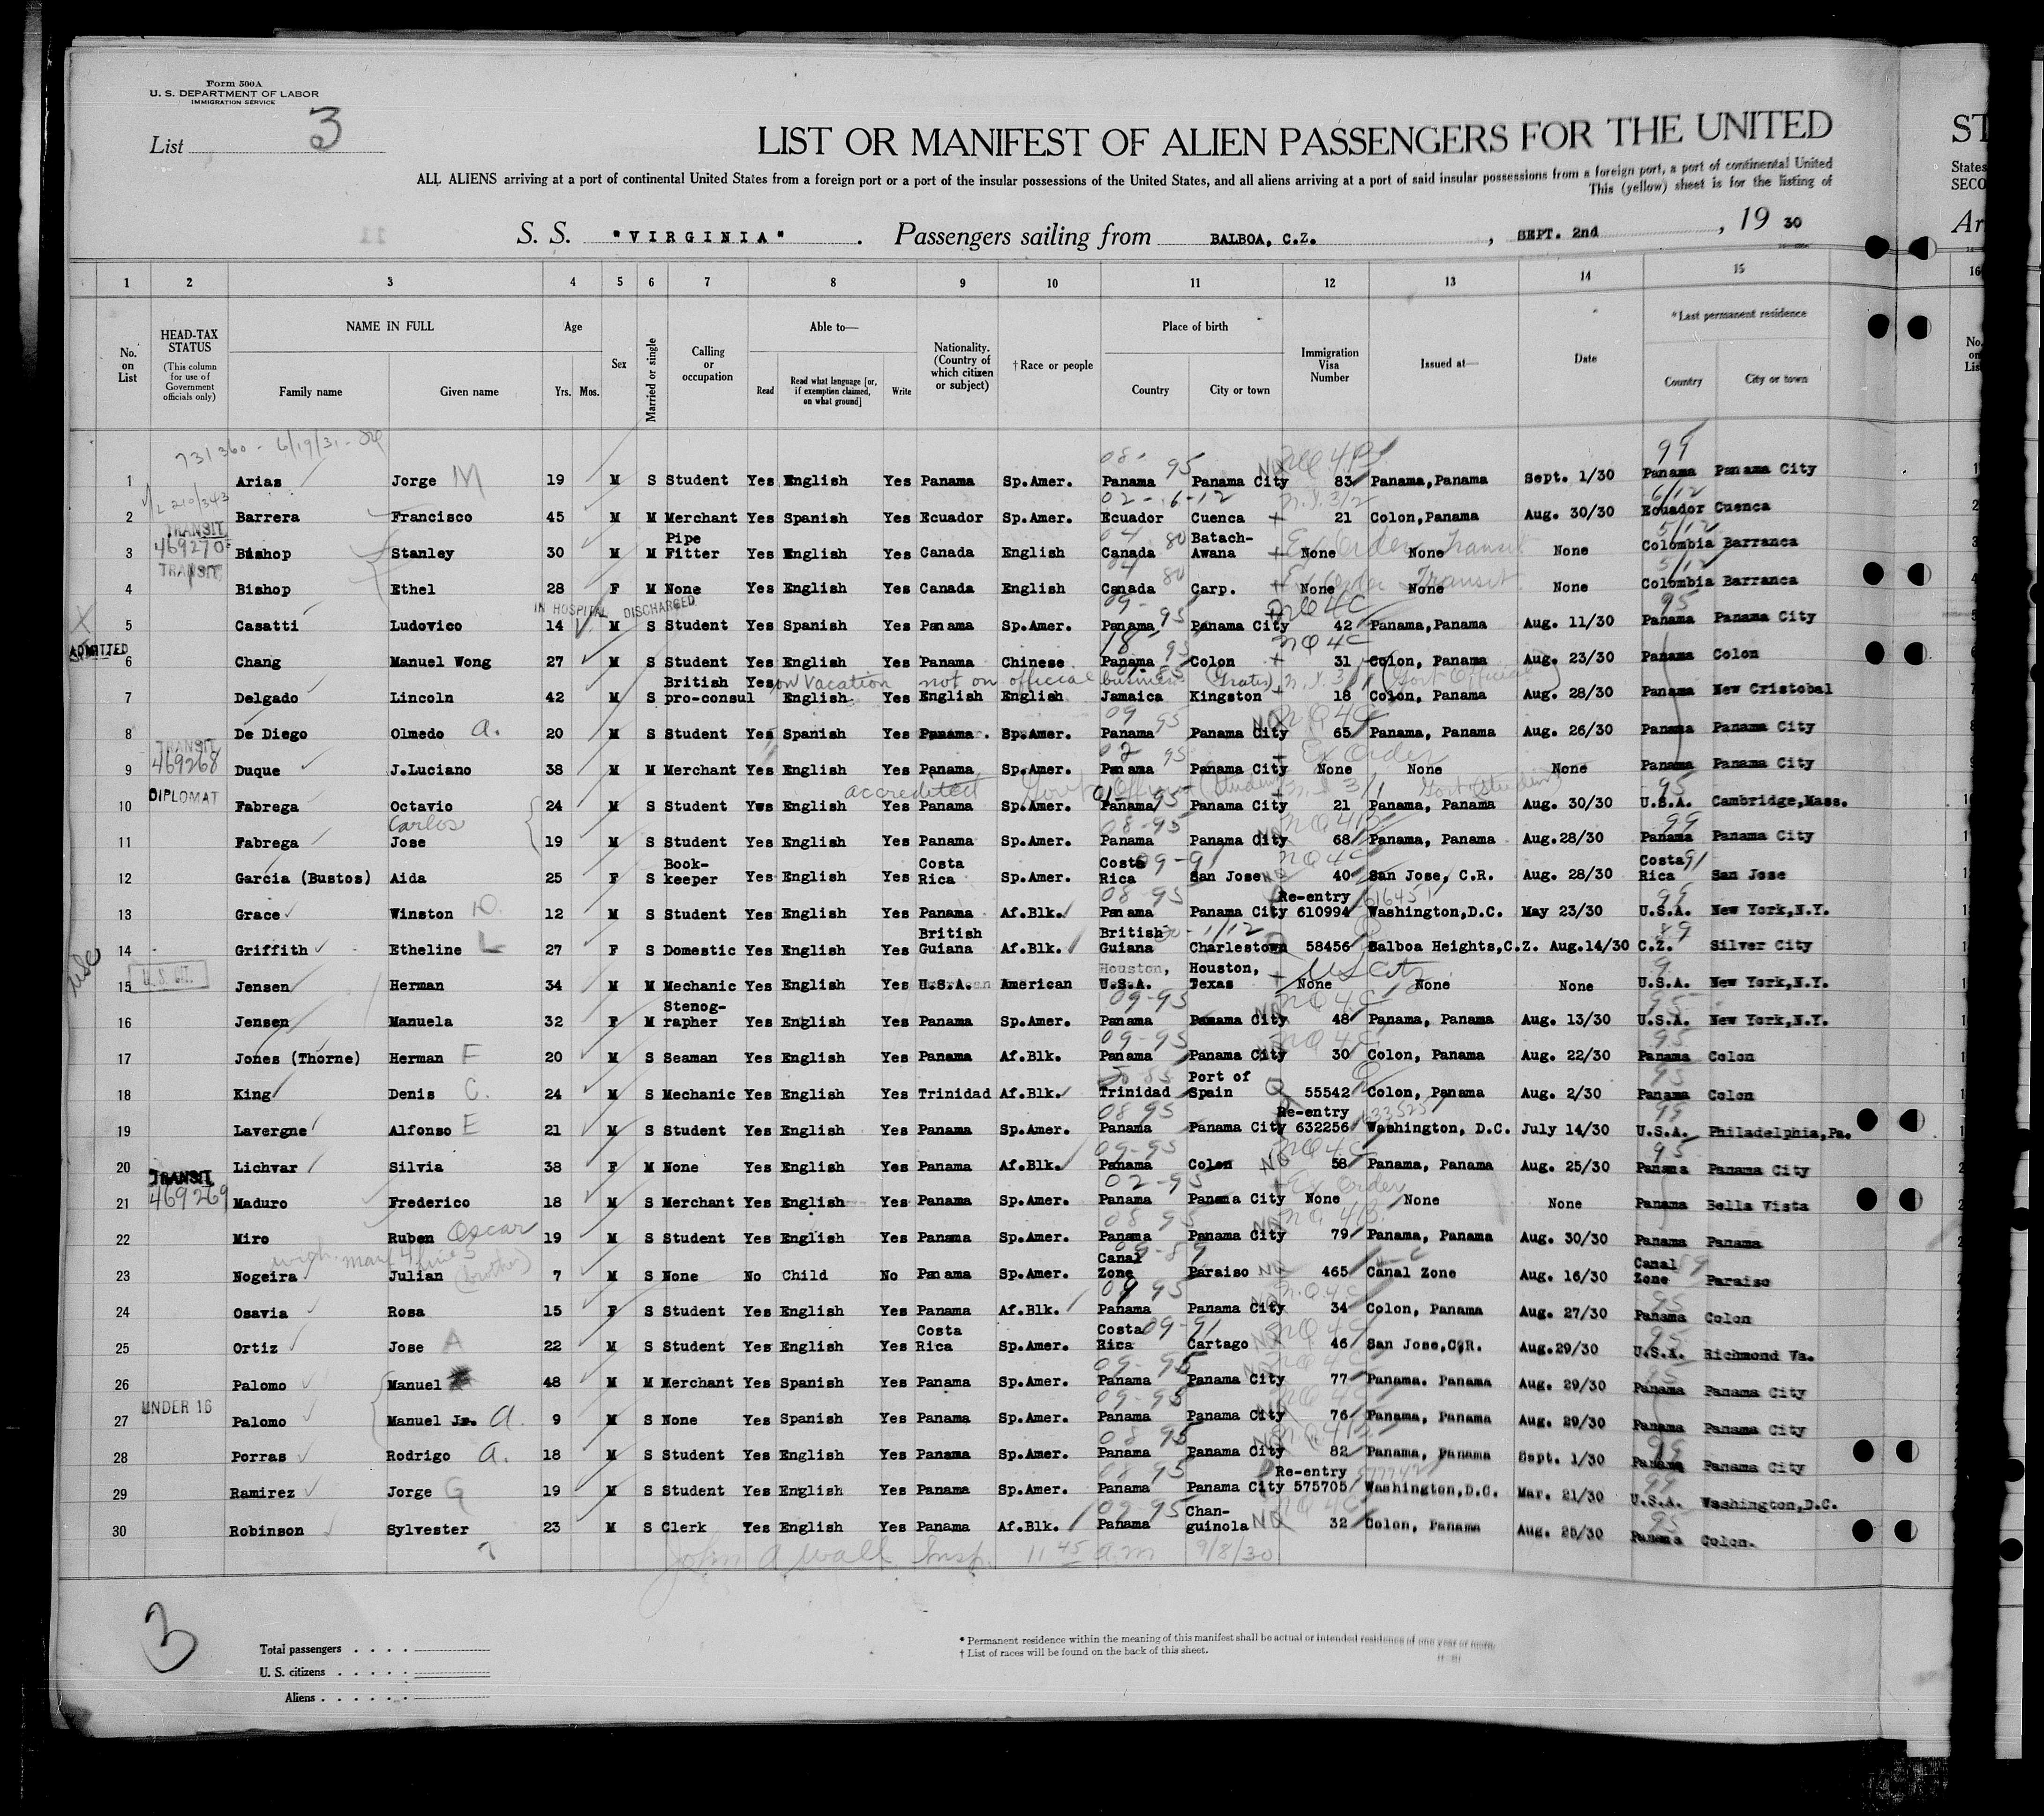 Form 500A
U. S. DEPARTMENT OF LABOR
IMMIGRATION SERVICE
List 3
LIST OR MANIFEST OF ALIEN PASSENGERS FOR THE UNITED
ST
ALL ALIENS arriving at a port of continental United States from a foreign port or a port of the insular possessions of the United States, and all aliens arriving at a port of said insular possessions from a foreign port, a port of continental United
States
This (yellow) sheet is for the listing of
SECO
S. S. "VIRGINIA". Passengers sailing from BALBOA, C.Z., SEPT. 2nd, 19 30
Ar
1 2 3 4 5 6 7 8 9 10 11 12 13 14 15 16
No. on List
HEAD-TAX STATUS (This column for use of Government officials only)
NAME IN FULL Family name Given name
Age Yrs. Mos.
Sex
Married or single
Calling or occupation
Able to— Read Read what language [or, if exemption claimed, on what ground] Write
Nationality. (Country of which citizen or subject)
†Race or people
Place of birth Country City or town
Immigration Visa Number
Issued at—
Date
*Last permanent residence Country City or town
731360 - 6/19/31
1 Arias Jorge M 19 M S Student Yes English Yes Panama Sp.Amer. Panama Panama City 83 Panama,Panama Sept. 1/30 Panama Panama City
2 Barrera Francisco 45 M M Merchant Yes Spanish Yes Ecuador Sp.Amer. Ecuador Cuenca 21 Colon,Panama Aug. 30/30 Ecuador Cuenca
TRANSIT 469270
3 Bishop Stanley 30 M M Pipe Fitter Yes English Yes Canada English Canada Batach-Awana None None None Colombia Barranca
TRANSIT
4 Bishop Ethel 28 F M None Yes English Yes Canada English Canada Carp. None None None Colombia Barranca
IN HOSPITAL DISCHARGED
5 Casatti Ludovico 14 M S Student Yes Spanish Yes Panama Sp.Amer. Panama Panama City 42 Panama,Panama Aug. 11/30 Panama Panama City
ADMITTED
6 Chang Manuel Wong 27 M S Student Yes English Yes Panama Chinese Panama Colon 31 Colon, Panama Aug. 23/30 Panama Colon
on vacation not on official business (Gratis)
7 Delgado Lincoln 42 M S British pro-consul Yes English Yes English English Jamaica Kingston 18 Colon, Panama Aug. 28/30 Panama New Cristobal
8 De Diego Olmedo A. 20 M S Student Yes Spanish Yes Panama Sp.Amer. Panama Panama City 65 Panama, Panama Aug. 26/30 Panama Panama City
TRANSIT 469268
9 Duque J.Luciano 38 M M Merchant Yes English Yes Panama Sp.Amer. Panama Panama City None None None Panama Panama City
DIPLOMAT
accredited
10 Fabrega Octavio 24 M S Student Yws English Yes Panama Sp.Amer. Panama Panama City 21 Panama, Panama Aug. 30/30 U.S.A. Cambridge,Mass.
Carlos
11 Fabrega Jose 19 M S Student Yes English Yes Panama Sp.Amer. Panama Panama City 68 Panama, Panama Aug.28/30 Panama Panama City
12 Garcia (Bustos) Aida 25 F S Book-keeper Yes English Yes Costa Rica Sp.Amer. Costa Rica San Jose 40 San Jose, C.R. Aug. 28/30 Costa Rica San Jose
13 Grace Winston D. 12 M S Student Yes English Yes Panama Af.Blk. Panama Panama City Re-entry 610994 Washington,D.C. May 23/30 U.S.A. New York,N.Y.
14 Griffith Etheline L 27 F S Domestic Yes English Yes British Guiana Af.Blk. British Guiana Charlestown 58456 Balboa Heights,C.Z. Aug.14/30 C.Z. Silver City
U.S. CIT.
15 Jensen Herman 34 M M Mechanic Yes English Yes U.S.A. American Houston, U.S.A. Houston, Texas None US City None None U.S.A. New York,N.Y.
16 Jensen Manuela 32 F M Stenog-rapher Yes English Yes Panama Sp.Amer. Panama Panama City 48 Panama, Panama Aug. 13/30 U.S.A. New York,N.Y.
17 Jones (Thorne) Herman F 20 M S Seaman Yes English Yes Panama Af.Blk. Panama Panama City 30 Colon, Panama Aug. 22/30 Panama Colon
18 King Denis C. 24 M S Mechanic Yes English Yes Trinidad Af.Blk. Trinidad Port of Spain 55542 Colon, Panama Aug. 2/30 Panama Colon
19 Lavergne Alfonso E 21 M S Student Yes English Yes Panama Sp.Amer. Panama Panama City Re-entry 632256 Washington, D.C. July 14/30 U.S.A. Philadelphia,Pa.
20 Lichvar Silvia 38 F M None Yes English Yes Panama Af.Blk. Panama Colon 58 Panama, Panama Aug. 25/30 Panama Panama City
TRANSIT 469269
21 Maduro Frederico 18 M S Merchant Yes English Yes Panama Sp.Amer. Panama Panama City None None None Panama Bella Vista
22 Miro Ruben Oscar 19 M S Student Yes English Yes Panama Sp.Amer. Panama Panama City 79 Panama, Panama Aug. 30/30 Panama Panama
23 Nogeira Julian (brother) 7 M S None No Child No Panama Sp.Amer. Canal Zone Paraiso 465 Canal Zone Aug. 16/30 Canal Zone Paraiso
24 Osavia Rosa 15 F S Student Yes English Yes Panama Af.Blk. Panama Panama City 34 Colon, Panama Aug. 27/30 Panama Colon
25 Ortiz Jose A 22 M S Student Yes English Yes Costa Rica Sp.Amer. Costa Rica Cartago 46 San Jose,C.R. Aug.29/30 U.S.A. Richmond Va.
26 Palomo Manuel 48 M M Merchant Yes Spanish Yes Panama Sp.Amer. Panama Panama City 77 Panama. Panama Aug. 29/30 Panama Panama City
UNDER 16
27 Palomo Manuel Jr. A. 9 M S None Yes Spanish Yes Panama Sp.Amer. Panama Panama City 76 Panama, Panama Aug. 29/30 Panama Panama City
28 Porras Rodrigo A. 18 M S Student Yes English Yes Panama Sp.Amer. Panama Panama City 82 Panama, Panama Sept. 1/30 Panama Panama City
29 Ramirez Jorge G 19 M S Student Yes English Yes Panama Sp.Amer. Panama Panama City Re-entry 575705 Washington,D.C. Mar. 21/30 U.S.A. Washington,D.C.
30 Robinson Sylvester 23 M S Clerk Yes English Yes Panama Af.Blk. Panama Chan-guinola 32 Colon, Panama Aug. 25/30 Panama Colon.
John A Wall Insp. 11 45 am 9/8/30
3
Total passengers . . . .
U. S. citizens . . . . .
Aliens . . . . . .
* Permanent residence within the meaning of this manifest shall be actual or intended residence of one year or more.
† List of races will be found on the back of this sheet.